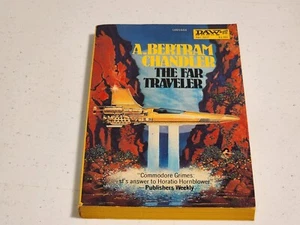 DAW
A. BERTRAM
CHANDLER
THE FAR
TRAVELER
"Commodore Grimes,
sf's answer to Horatio Hornblower."
— Publishers Weekly